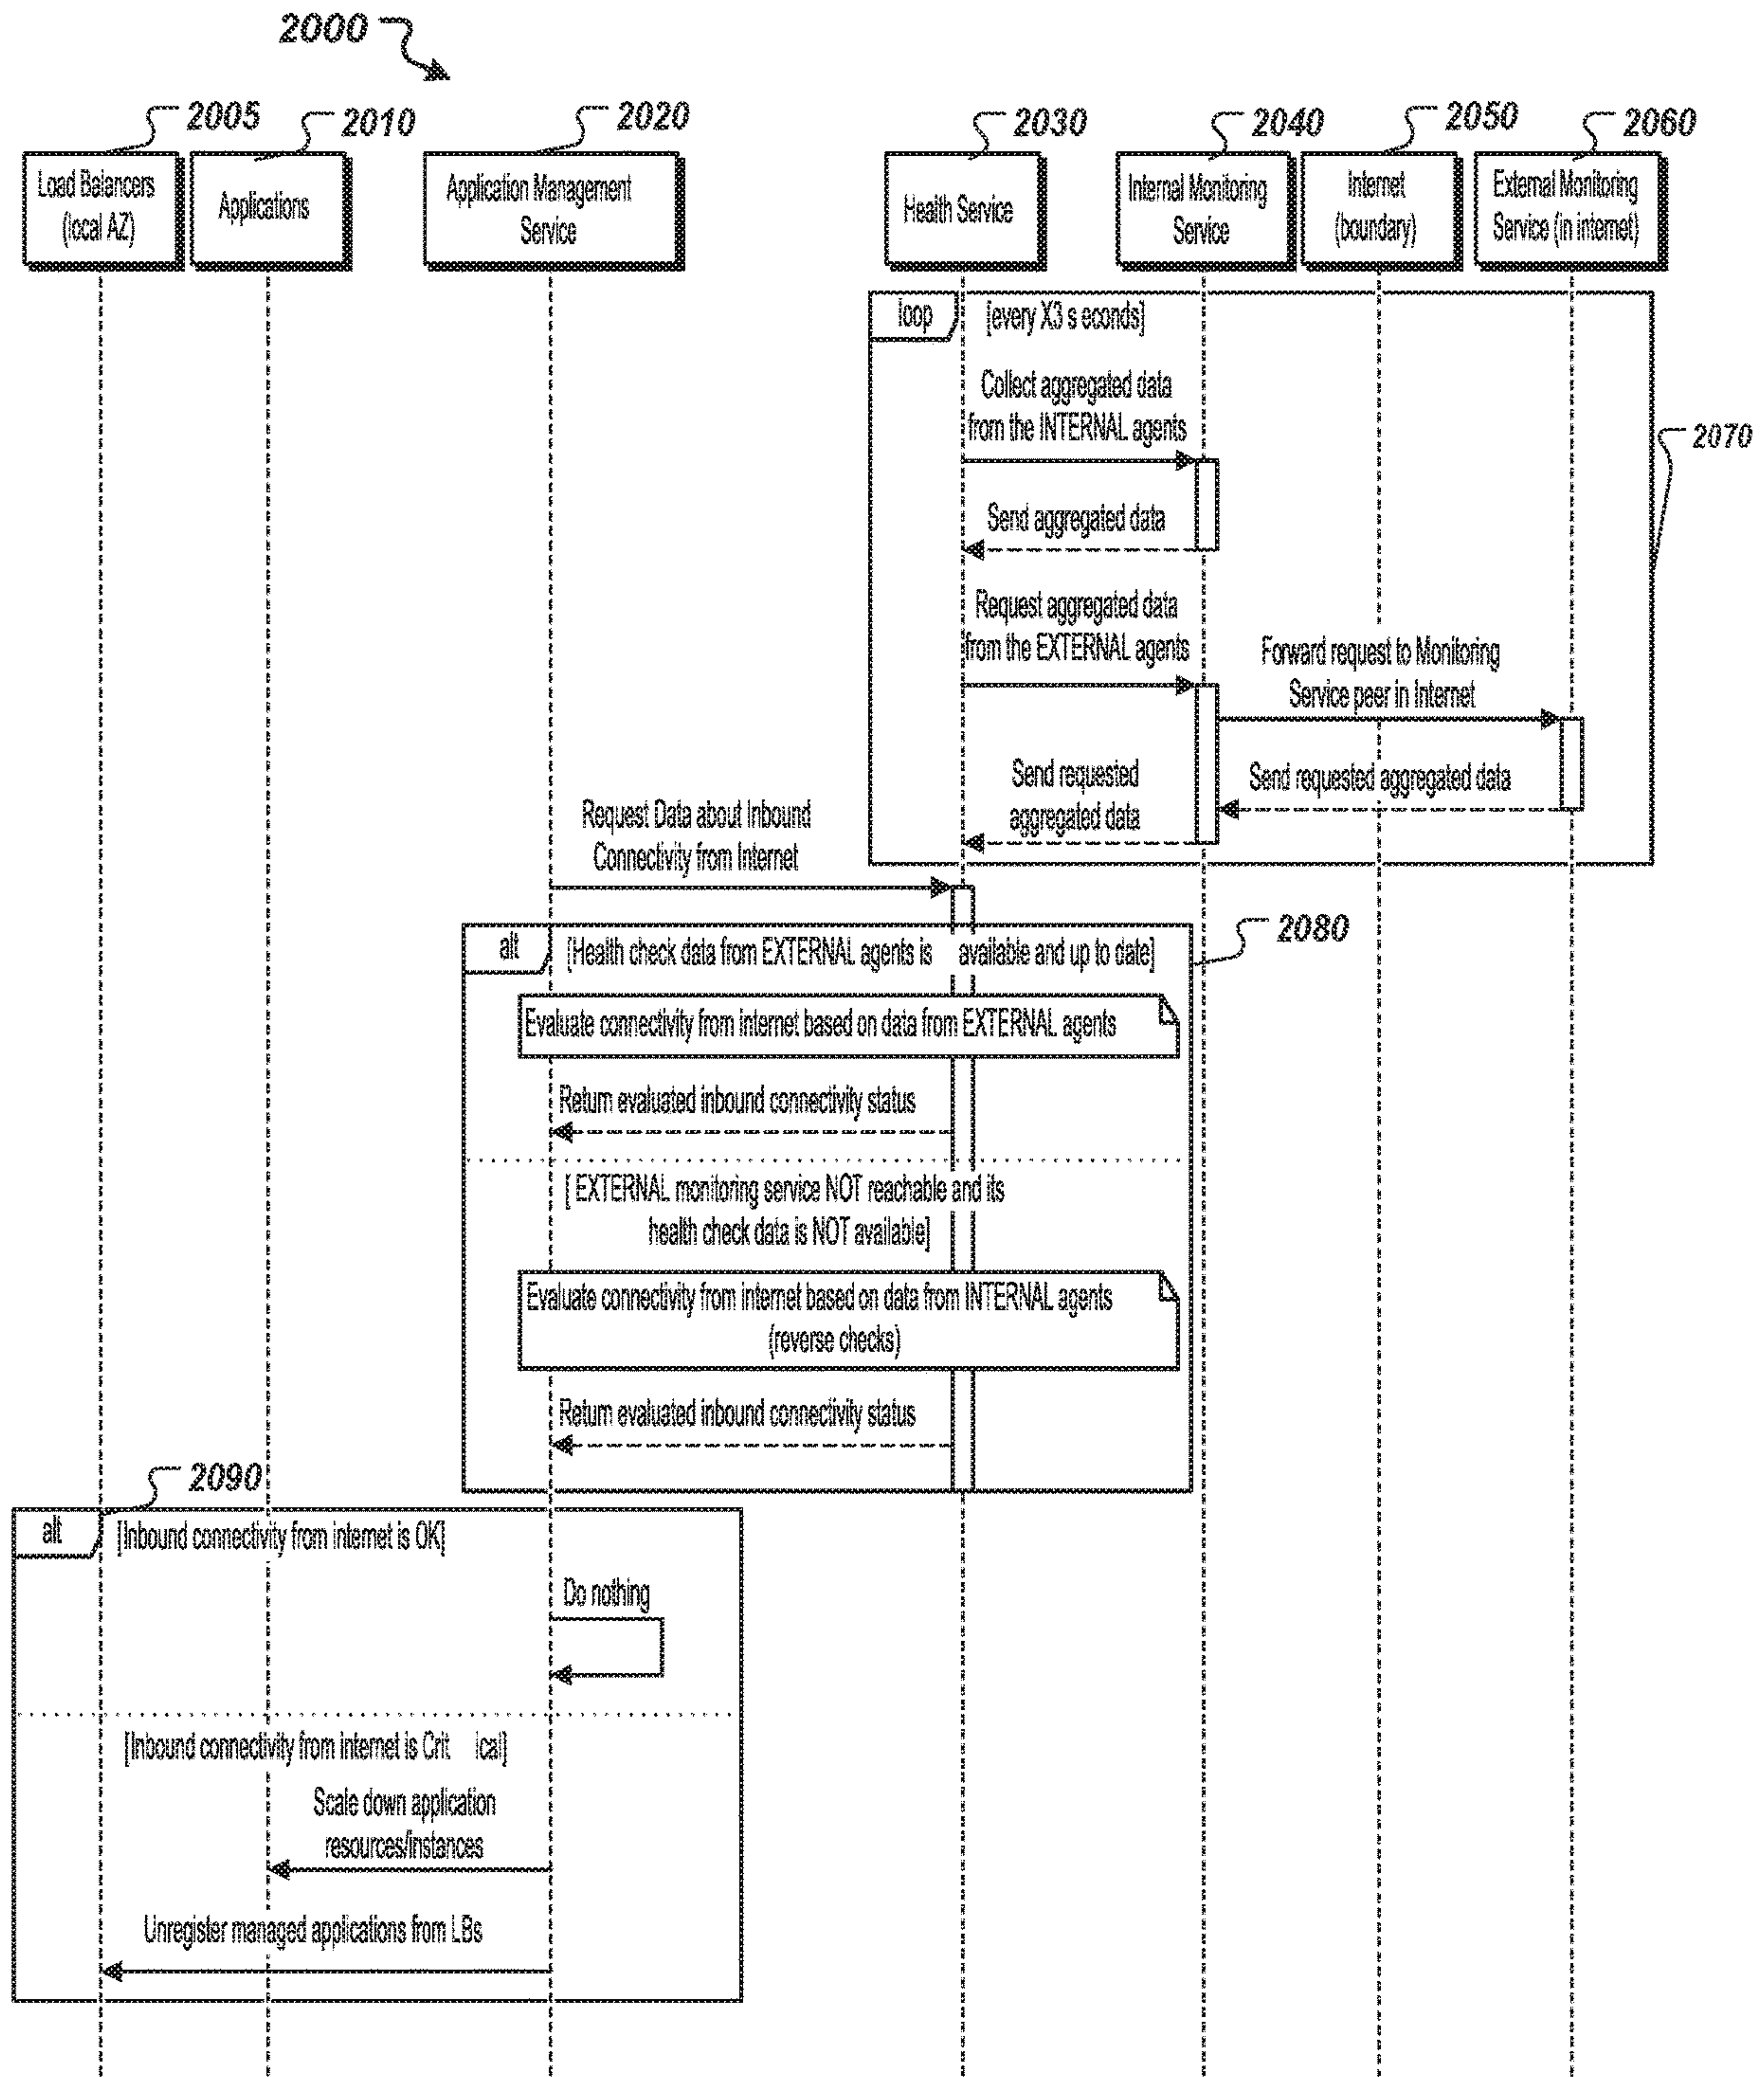 2000
2005
2010
2020
2030
2040
2050
2060
Load Balancers
(local AZ)
Applications
Application Management
Service
Health Service
Internal Monitoring
Service
Internet
(boundary)
External Monitoring
Service (in internet)
loop
[every X3 s econds]
Collect aggregated data
from the INTERNAL agents
2070
Send aggregated data
Request aggregated data
from the EXTERNAL agents
Forward request to Monitoring
Service peer in Internet
Send requested
aggregated data
Send requested aggregated data
Request Data about Inbound
Connectivity from Internet
2080
alt
[Health check data from EXTERNAL agents is available and up to date]
Evaluate connectivity from internet based on data from EXTERNAL agents
Return evaluated inbound connectivity status
[ EXTERNAL monitoring service NOT reachable and its
health check data is NOT available]
Evaluate connectivity from internet based on data from INTERNAL agents
(reverse checks)
Return evaluated inbound connectivity status
2090
alt
[Inbound connectivity from internet is OK]
Do nothing
[Inbound connectivity from internet is Crit ical]
Scale down application
resources/instances
Unregister managed applications from LBs